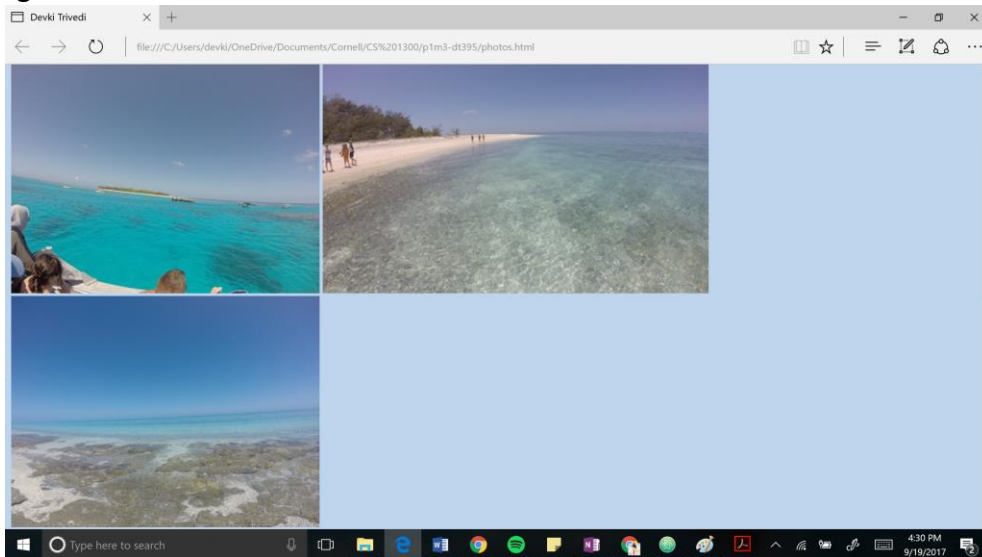 Devki Trivedi
file:///C:/Users/devki/OneDrive/Documents/Cornell/CS%201300/p1m3-dt395/photos.html
Type here to search
4:30 PM
9/19/2017